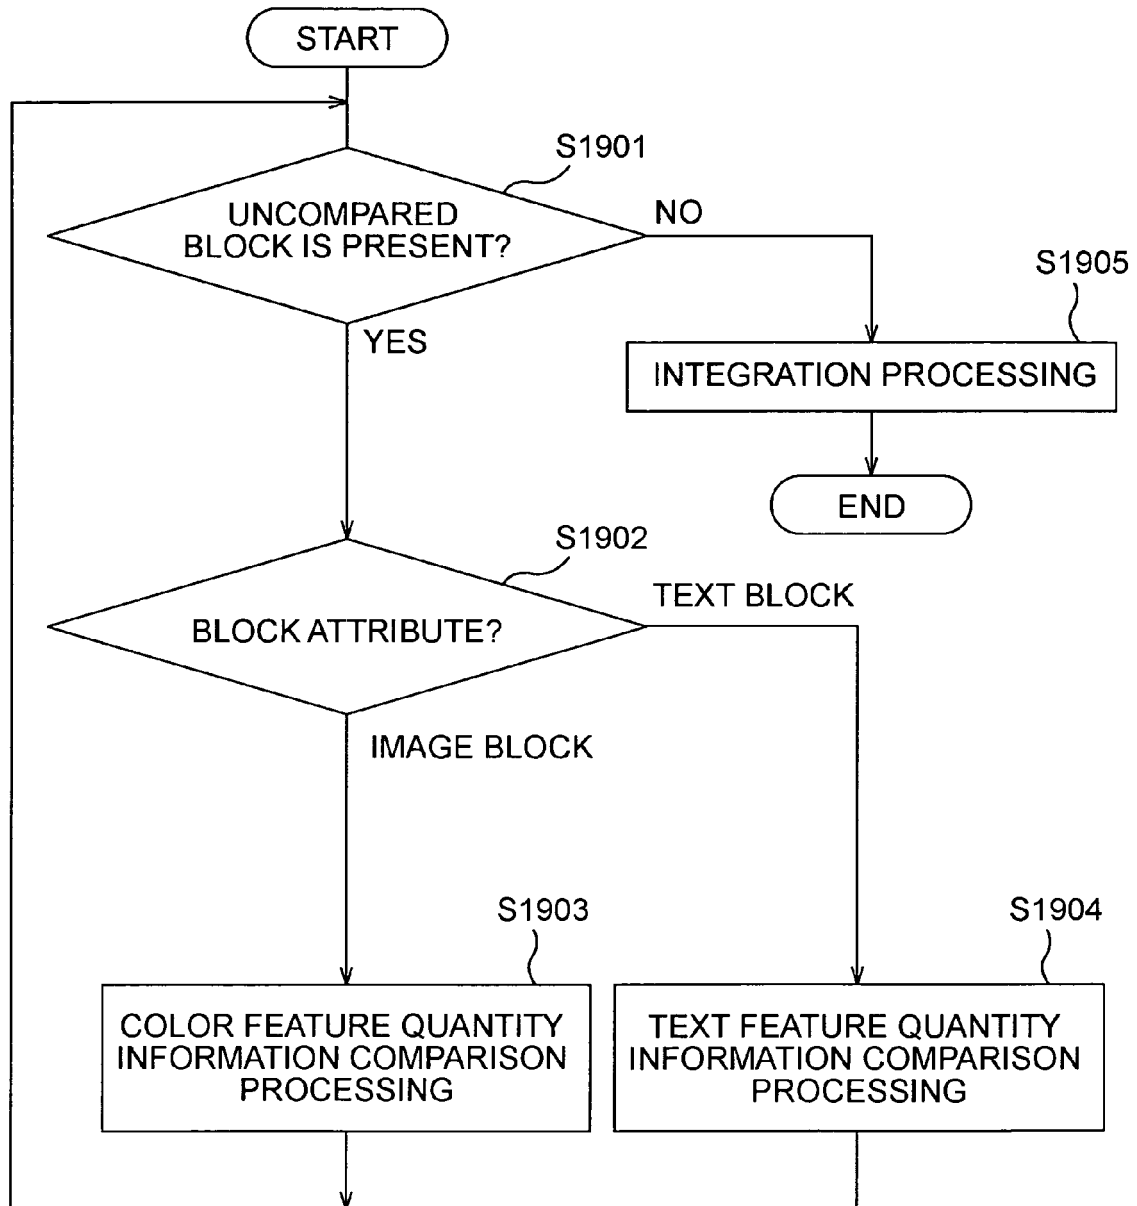 START
S1901
UNCOMPARED
BLOCK IS PRESENT?
NO
YES
S1905
INTEGRATION PROCESSING
END
S1902
BLOCK ATTRIBUTE?
TEXT BLOCK
IMAGE BLOCK
S1903
COLOR FEATURE QUANTITY
INFORMATION COMPARISON
PROCESSING
S1904
TEXT FEATURE QUANTITY
INFORMATION COMPARISON
PROCESSING